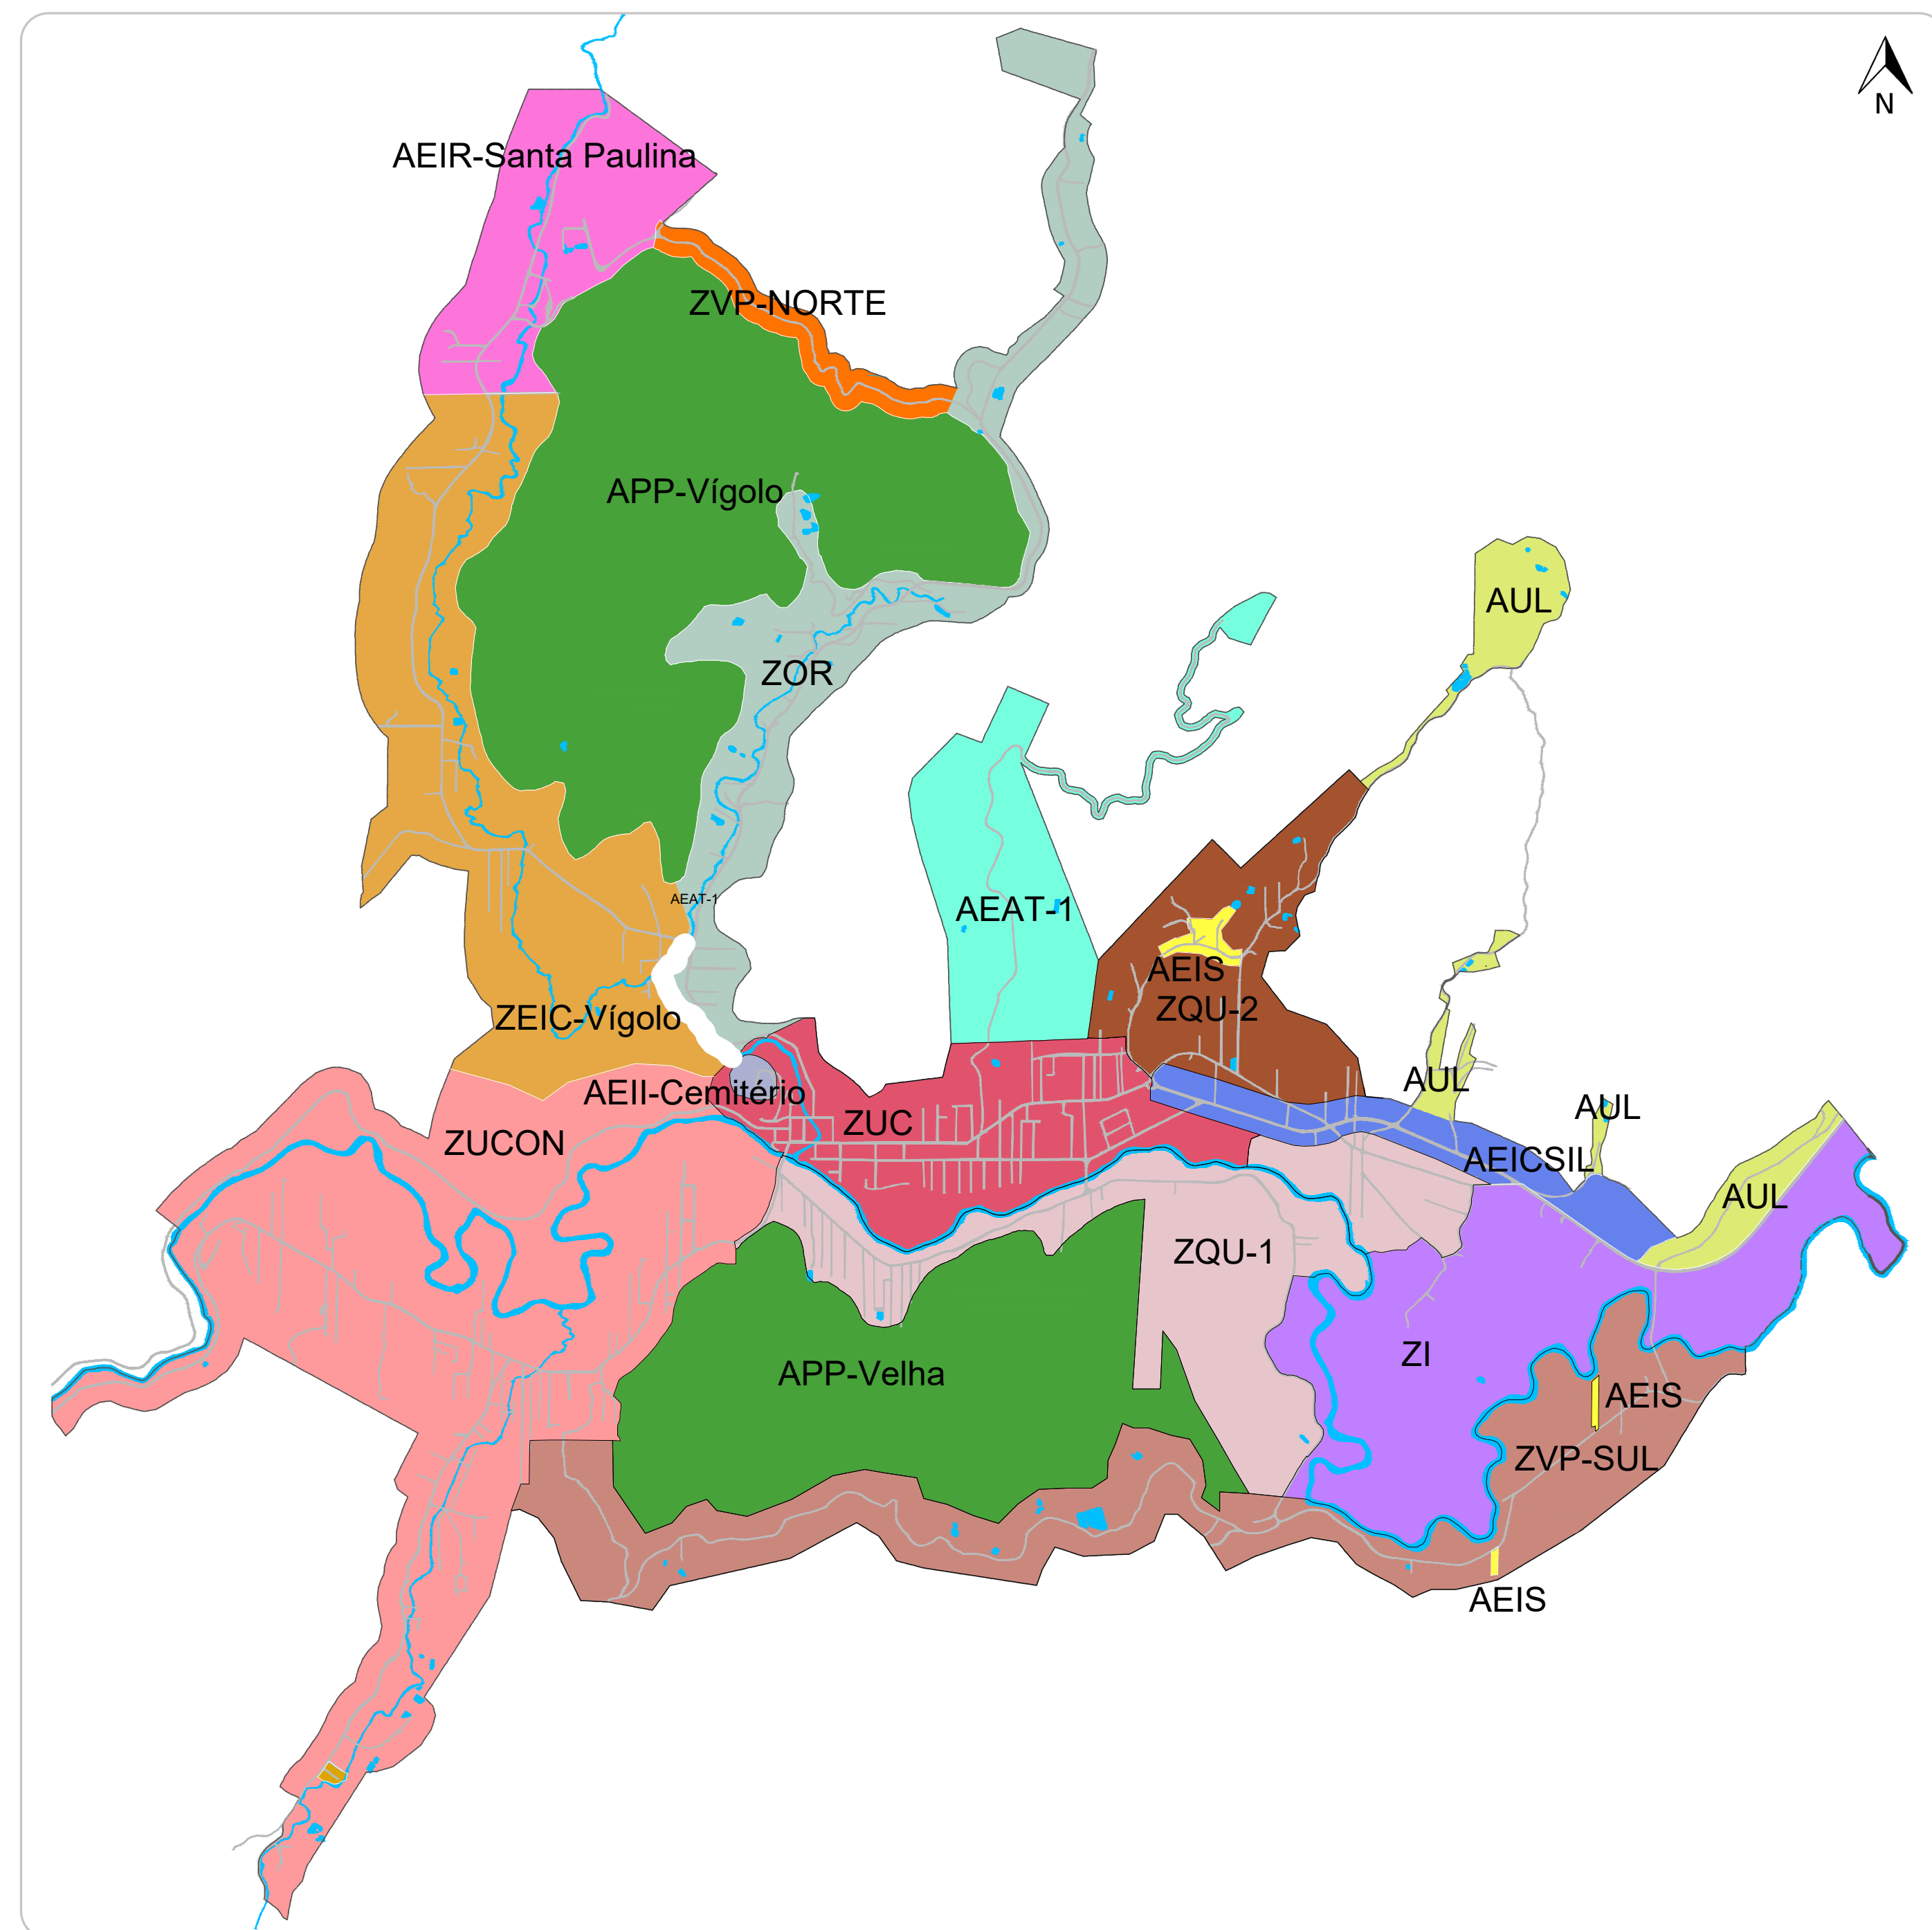 N
AEIR-Santa Paulina
ZVP-NORTE
APP-Vígolo
AUL
ZOR
AEAT-1
AEAT-1
AEIS
ZQU-2
ZEIC-Vígolo
AUL
AEII-Cemitério
AUL
ZUC
ZUCON
AEICSIL
AUL
ZQU-1
ZI
APP-Velha
AEIS
ZVP-SUL
AEIS